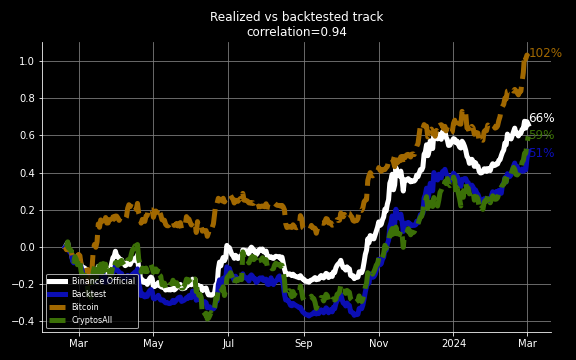 Realized vs backtested track
correlation=0.94
102%
1.0
0.8
66%
0.6
59%
51%
0.4
0.2
0.0
−0.2
Binance Official
Backtest
Bitcoin
CryptosAll
−0.4
Mar May Jul Sep Nov 2024 Mar